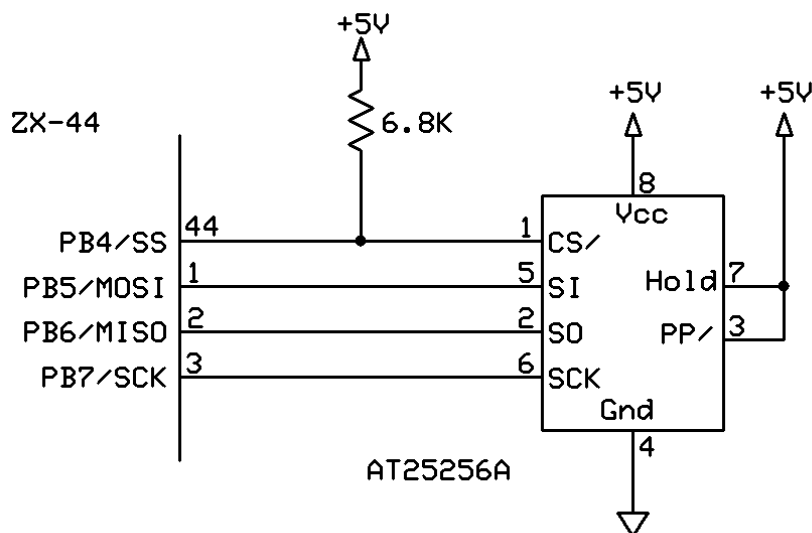 +5V
ZX-44
6.8K
+5V
+5V
8
Vcc
PB4/SS 44 1 CS/
PB5/MOSI 1 5 SI
Hold 7
PB6/MISO 2 2 SO
PP/ 3
PB7/SCK 3 6 SCK
Gnd
4
AT25256A